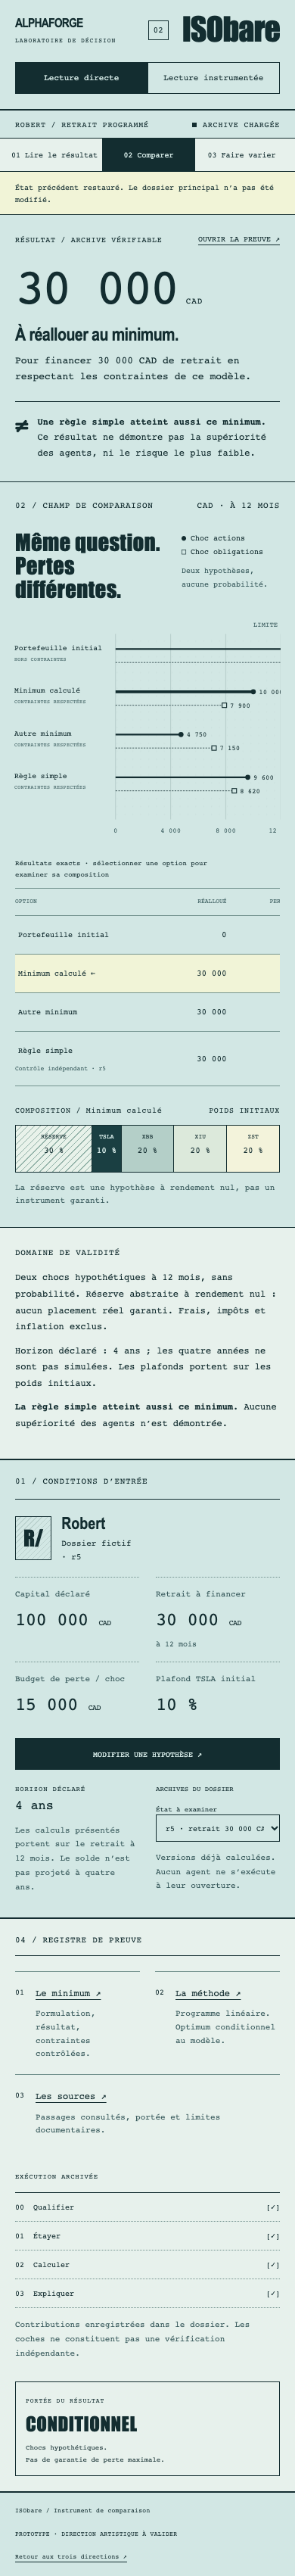 ALPHAFORGE
LABORATOIRE DE DÉCISION
02
ISObare
Lecture directe
Lecture instrumentée
ROBERT / RETRAIT PROGRAMMÉ
■ ARCHIVE CHARGÉE
01 Lire le résultat
02 Comparer
03 Faire varier
État précédent restauré. Le dossier principal n’a pas été
modifié.
RÉSULTAT / ARCHIVE VÉRIFIABLE
OUVRIR LA PREUVE ↗
30 000 CAD
À réallouer au minimum.
Pour financer 30 000 CAD de retrait en
respectant les contraintes de ce modèle.
≠
Une règle simple atteint aussi ce minimum.
Ce résultat ne démontre pas la supériorité
des agents, ni le risque le plus faible.
02 / CHAMP DE COMPARAISON
CAD · À 12 MOIS
Même question.
Pertes
différentes.
● Choc actions
□ Choc obligations
Deux hypothèses,
aucune probabilité.
LIMITE
Portefeuille initial
HORS CONTRAINTES
Minimum calculé
CONTRAINTES RESPECTÉES
10 000
7 900
Autre minimum
CONTRAINTES RESPECTÉES
4 750
7 150
Règle simple
CONTRAINTES RESPECTÉES
9 600
8 620
0
4 000
8 000
12
Résultats exacts · sélectionner une option pour
examiner sa composition
OPTION
RÉALLOUÉ
PER
Portefeuille initial
0
Minimum calculé ←
30 000
Autre minimum
30 000
Règle simple
Contrôle indépendant · r5
30 000
COMPOSITION / Minimum calculé
POIDS INITIAUX
RÉSERVE
30 %
TSLA
10 %
XBB
20 %
XIU
20 %
ZST
20 %
La réserve est une hypothèse à rendement nul, pas un
instrument garanti.
DOMAINE DE VALIDITÉ
Deux chocs hypothétiques à 12 mois, sans
probabilité. Réserve abstraite à rendement nul :
aucun placement réel garanti. Frais, impôts et
inflation exclus.
Horizon déclaré : 4 ans ; les quatre années ne
sont pas simulées. Les plafonds portent sur les
poids initiaux.
La règle simple atteint aussi ce minimum. Aucune
supériorité des agents n’est démontrée.
01 / CONDITIONS D’ENTRÉE
R/
Robert
Dossier fictif
· r5
Capital déclaré
100 000 CAD
Retrait à financer
30 000 CAD
à 12 mois
Budget de perte / choc
15 000 CAD
Plafond TSLA initial
10 %
MODIFIER UNE HYPOTHÈSE ↗
HORIZON DÉCLARÉ
4 ans
Les calculs présentés
portent sur le retrait à
12 mois. Le solde n’est
pas projeté à quatre
ans.
ARCHIVES DU DOSSIER
État à examiner
r5 · retrait 30 000 CA
Versions déjà calculées.
Aucun agent ne s’exécute
à leur ouverture.
04 / REGISTRE DE PREUVE
01
Le minimum ↗
Formulation,
résultat,
contraintes
contrôlées.
02
La méthode ↗
Programme linéaire.
Optimum conditionnel
au modèle.
03
Les sources ↗
Passages consultés, portée et limites
documentaires.
EXÉCUTION ARCHIVÉE
00 Qualifier [✓]
01 Étayer [✓]
02 Calculer [✓]
03 Expliquer [✓]
Contributions enregistrées dans le dossier. Les
coches ne constituent pas une vérification
indépendante.
PORTÉE DU RÉSULTAT
CONDITIONNEL
Chocs hypothétiques.
Pas de garantie de perte maximale.
ISObare / Instrument de comparaison
PROTOTYPE · DIRECTION ARTISTIQUE À VALIDER
Retour aux trois directions ↗